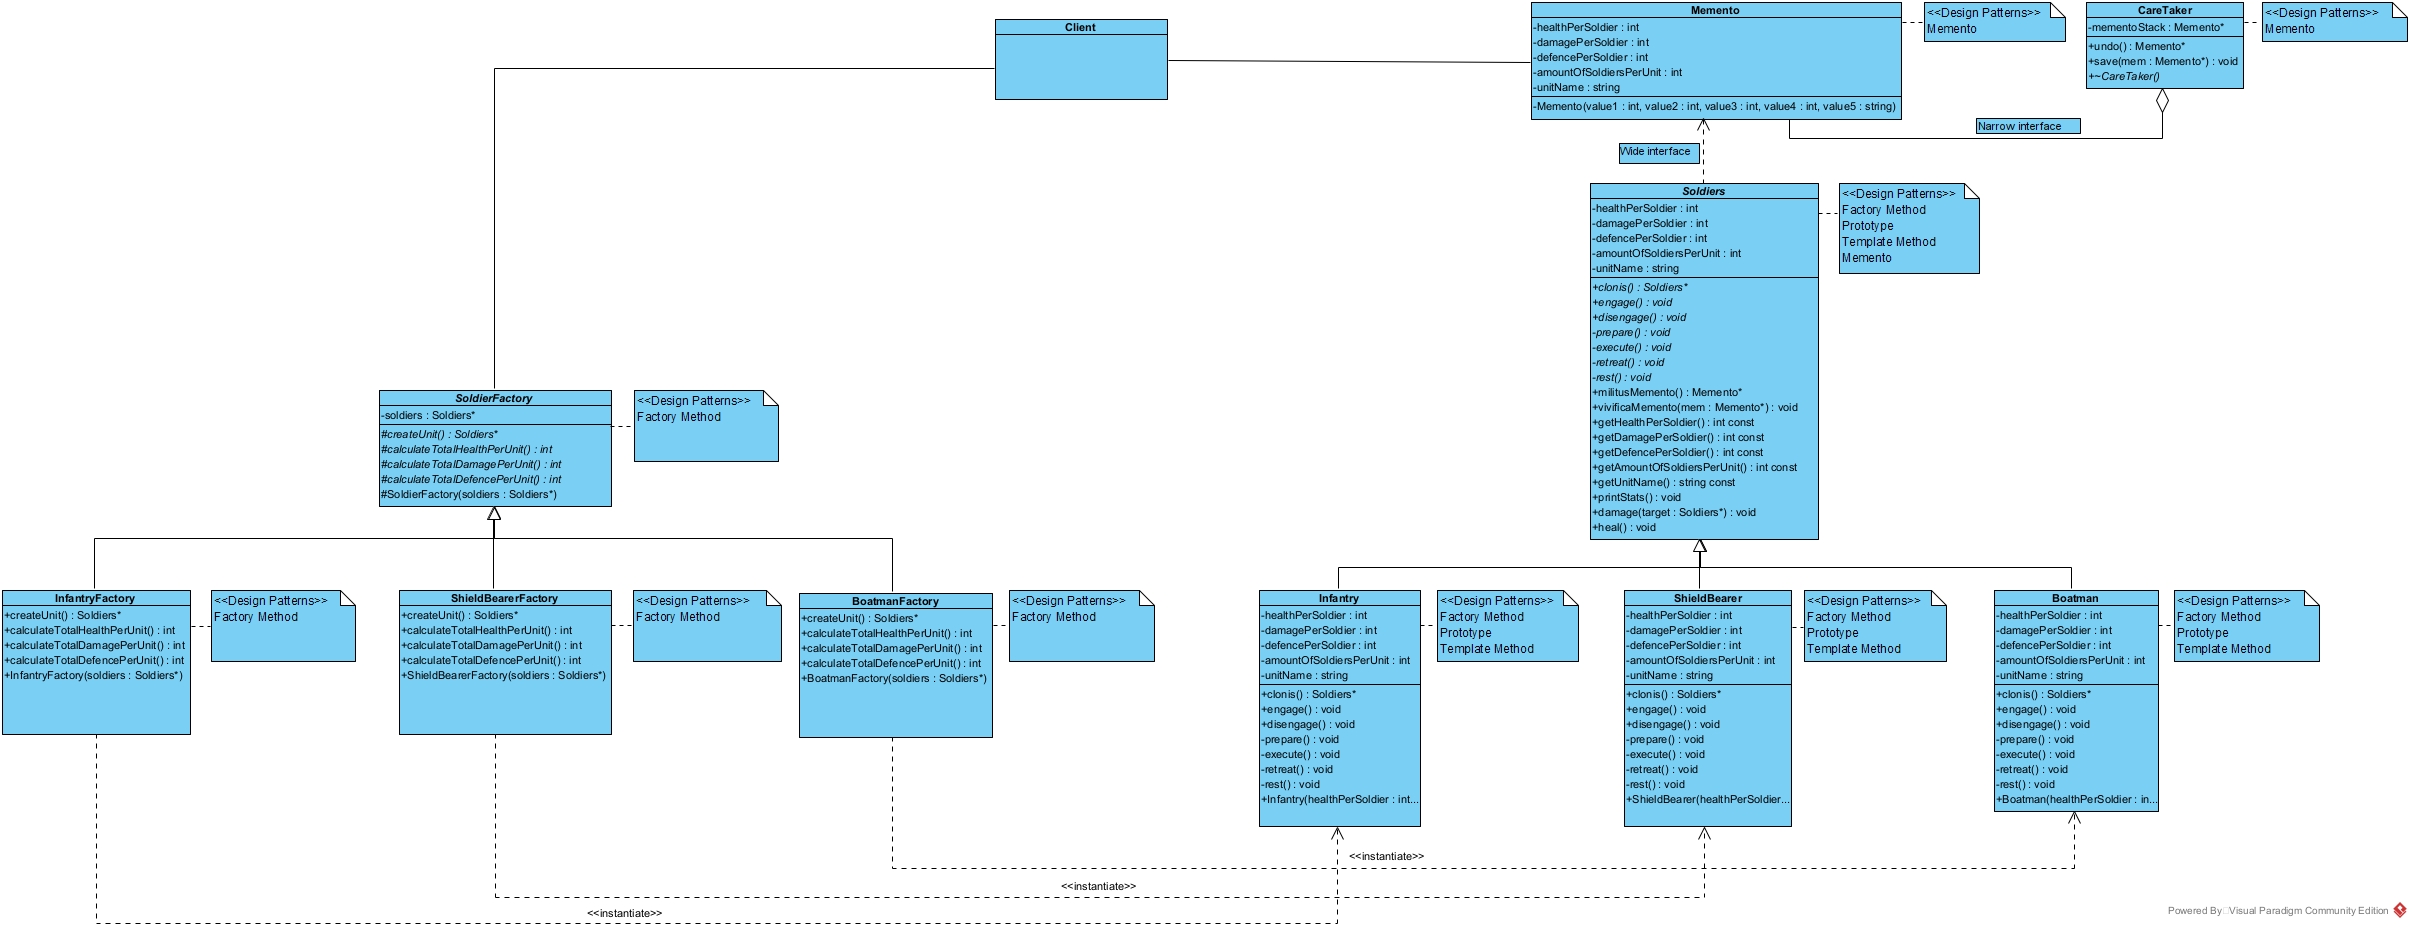 Client
Memento
-healthPerSoldier : int
-damagePerSoldier : int
-defencePerSoldier : int
-amountOfSoldiersPerUnit : int
-unitName : string
-Memento(value1 : int, value2 : int, value3 : int, value4 : int, value5 : string)
<<Design Patterns>>
Memento
CareTaker
-mementoStack : Memento*
+undo() : Memento*
+save(mem : Memento*) : void
+~CareTaker()
<<Design Patterns>>
Memento
Narrow interface
Wide interface
Soldiers
-healthPerSoldier : int
-damagePerSoldier : int
-defencePerSoldier : int
-amountOfSoldiersPerUnit : int
-unitName : string
+clonis() : Soldiers*
+engage() : void
+disengage() : void
-prepare() : void
-execute() : void
-retreat() : void
-rest() : void
+militusMemento() : Memento*
+vivificaMemento(mem : Memento*) : void
+getHealthPerSoldier() : int const
+getDamagePerSoldier() : int const
+getDefencePerSoldier() : int const
+getAmountOfSoldiersPerUnit() : int const
+getUnitName() : string const
+printStats() : void
+damage(target : Soldiers*) : void
+heal() : void
<<Design Patterns>>
Factory Method
Prototype
Template Method
Memento
SoldierFactory
-soldiers : Soldiers*
#createUnit() : Soldiers*
#calculateTotalHealthPerUnit() : int
#calculateTotalDamagePerUnit() : int
#calculateTotalDefencePerUnit() : int
#SoldierFactory(soldiers : Soldiers*)
<<Design Patterns>>
Factory Method
InfantryFactory
+createUnit() : Soldiers*
+calculateTotalHealthPerUnit() : int
+calculateTotalDamagePerUnit() : int
+calculateTotalDefencePerUnit() : int
+InfantryFactory(soldiers : Soldiers*)
<<Design Patterns>>
Factory Method
ShieldBearerFactory
+createUnit() : Soldiers*
+calculateTotalHealthPerUnit() : int
+calculateTotalDamagePerUnit() : int
+calculateTotalDefencePerUnit() : int
+ShieldBearerFactory(soldiers : Soldiers*)
<<Design Patterns>>
Factory Method
BoatmanFactory
+createUnit() : Soldiers*
+calculateTotalHealthPerUnit() : int
+calculateTotalDamagePerUnit() : int
+calculateTotalDefencePerUnit() : int
+BoatmanFactory(soldiers : Soldiers*)
<<Design Patterns>>
Factory Method
Infantry
-healthPerSoldier : int
-damagePerSoldier : int
-defencePerSoldier : int
-amountOfSoldiersPerUnit : int
-unitName : string
+clonis() : Soldiers*
+engage() : void
+disengage() : void
-prepare() : void
-execute() : void
-retreat() : void
-rest() : void
+Infantry(healthPerSoldier : int...
<<Design Patterns>>
Factory Method
Prototype
Template Method
ShieldBearer
-healthPerSoldier : int
-damagePerSoldier : int
-defencePerSoldier : int
-amountOfSoldiersPerUnit : int
-unitName : string
+clonis() : Soldiers*
+engage() : void
+disengage() : void
-prepare() : void
-execute() : void
-retreat() : void
-rest() : void
+ShieldBearer(healthPerSoldier...
<<Design Patterns>>
Factory Method
Prototype
Template Method
Boatman
-healthPerSoldier : int
-damagePerSoldier : int
-defencePerSoldier : int
-amountOfSoldiersPerUnit : int
-unitName : string
+clonis() : Soldiers*
+engage() : void
+disengage() : void
-prepare() : void
-execute() : void
-retreat() : void
-rest() : void
+Boatman(healthPerSoldier : in...
<<Design Patterns>>
Factory Method
Prototype
Template Method
<<instantiate>>
<<instantiate>>
<<instantiate>>
Powered By Visual Paradigm Community Edition